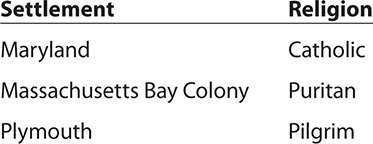 Settlement Religion
Maryland Catholic
Massachusetts Bay Colony Puritan
Plymouth Pilgrim